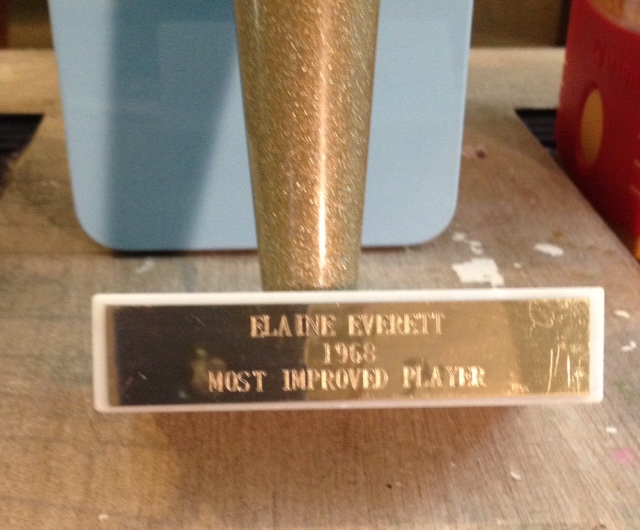 ELAINE EVERETT
1968
MOST IMPROVED PLAYER